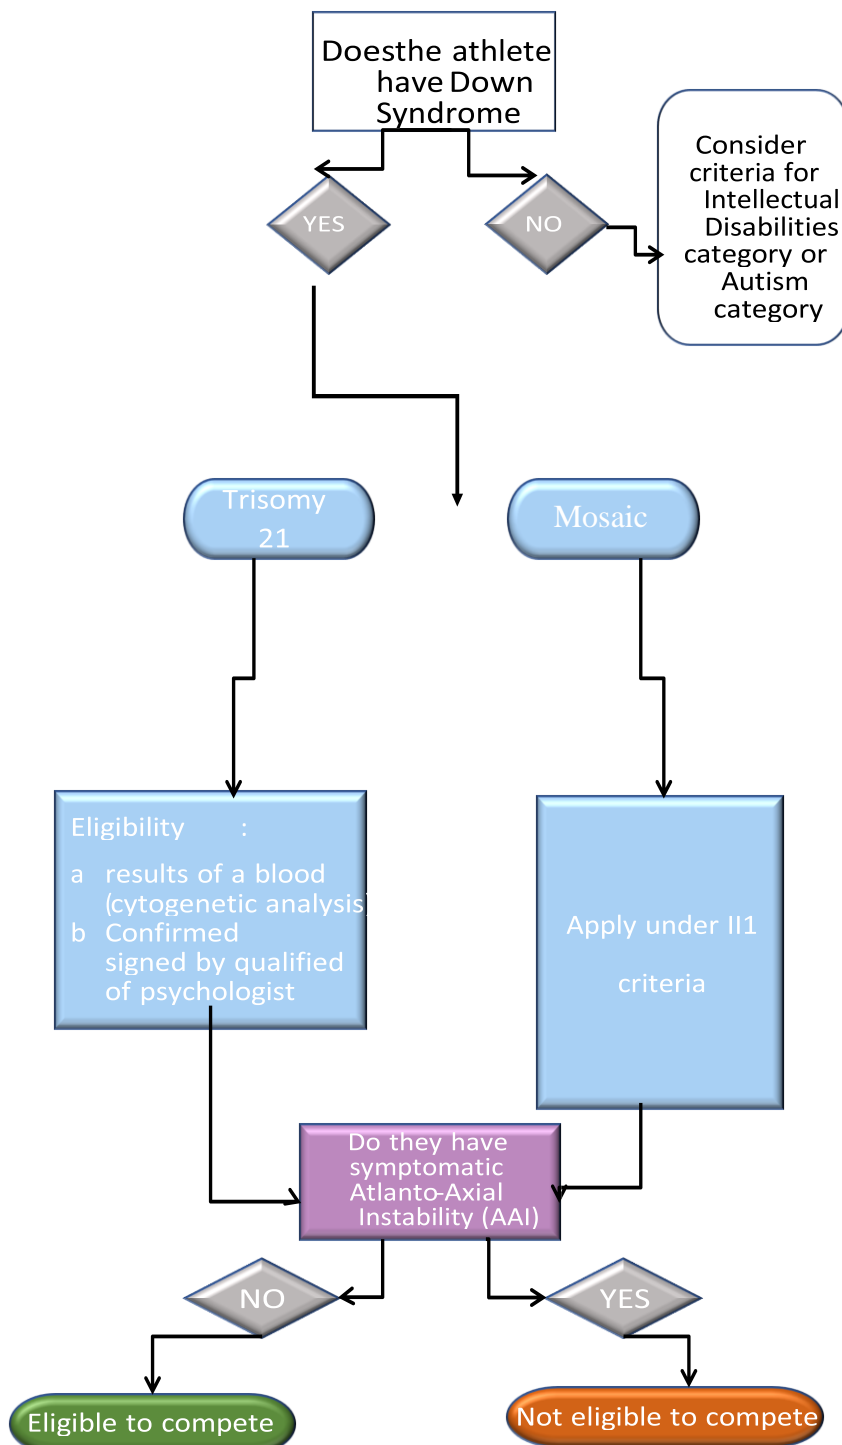 Doesthe athlete
have Down
Syndrome
Consider
criteria for
Intellectual
Disabilities
category or
Autism
category
YES
NO
Trisomy
21
Mosaic
Eligibility :
a results of a blood
(cytogenetic analysis)
b Confirmed
signed by qualified
of psychologist
Apply under II1
criteria
Do they have
symptomatic
Atlanto-Axial
Instability (AAI)
NO
YES
Eligible to compete
Not eligible to compete